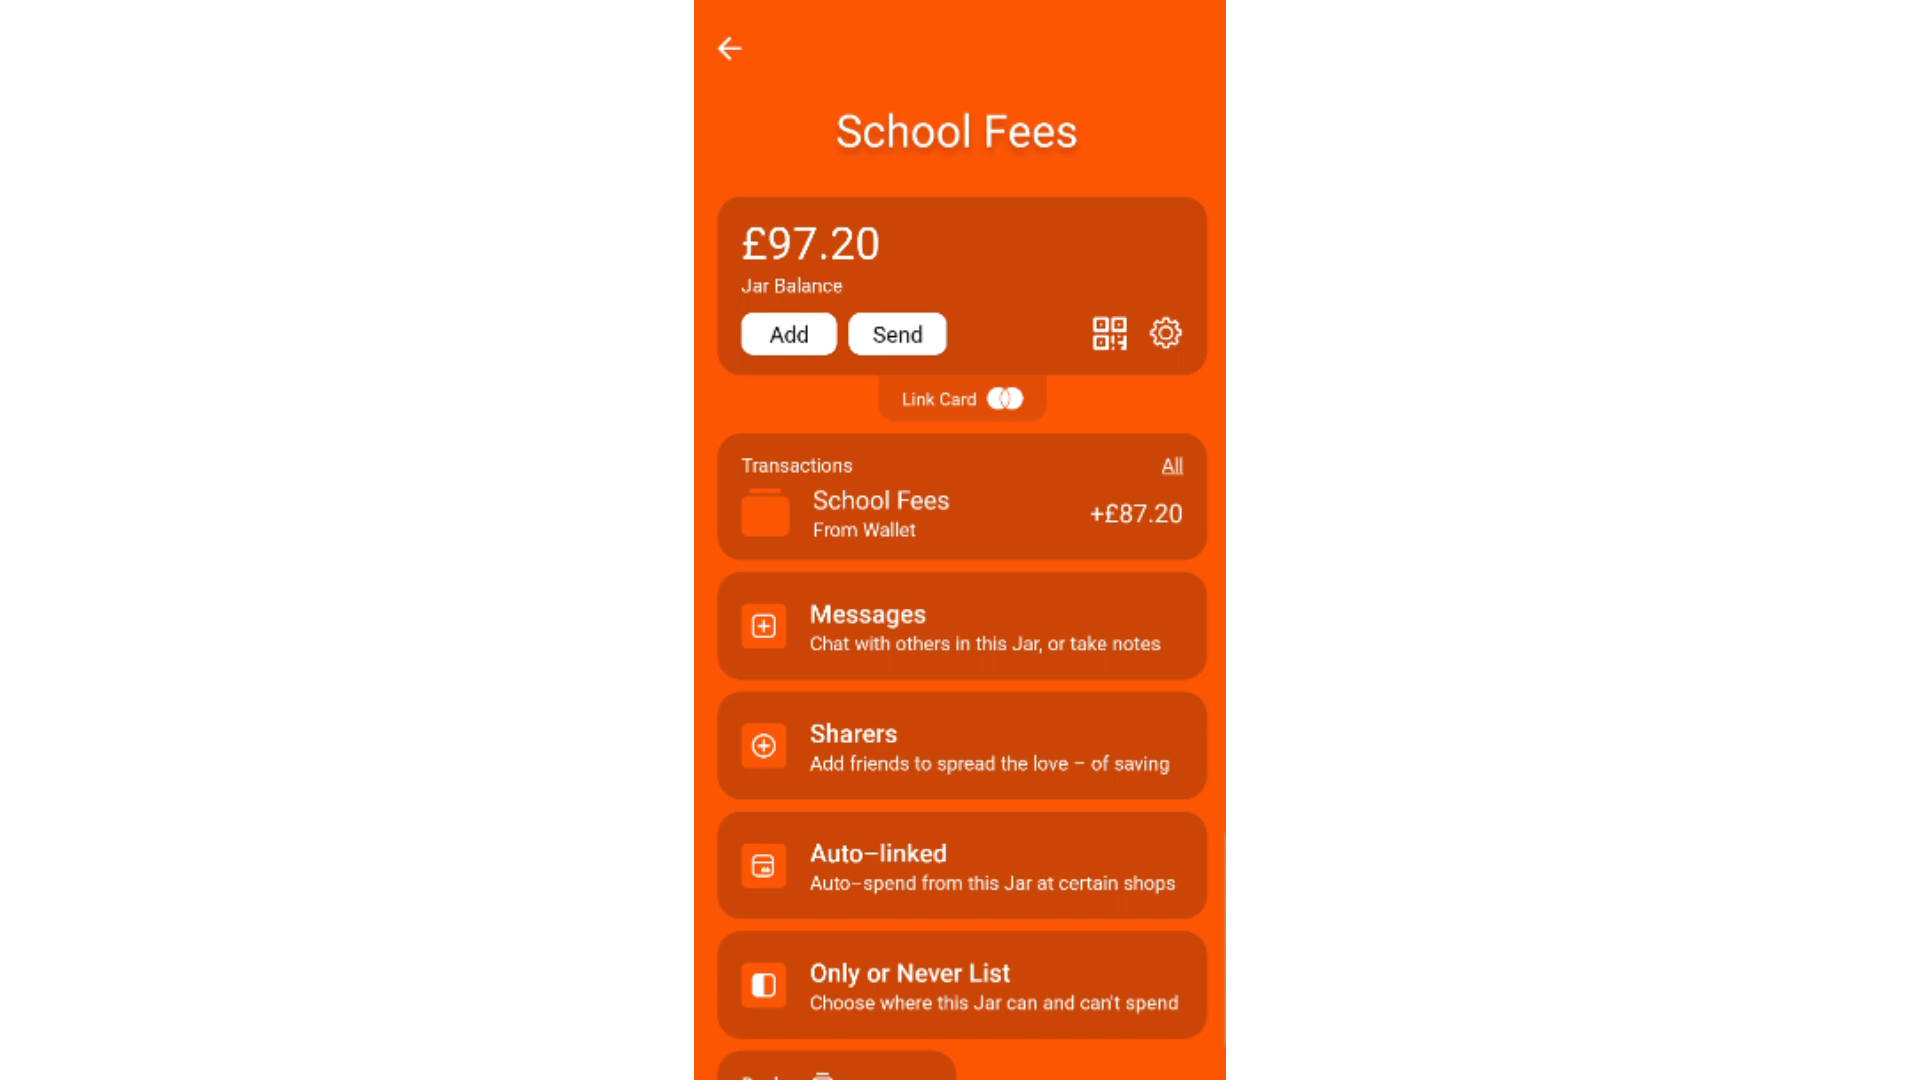 School Fees
£97.20
Jar Balance
Add
Send
Link Card
Transactions
All
School Fees
+£87.20
From Wallet
Messages
Chat with others in this Jar, or take notes
Sharers
Add friends to spread the love – of saving
Auto–linked
Auto–spend from this Jar at certain shops
Only or Never List
Choose where this Jar can and can't spend